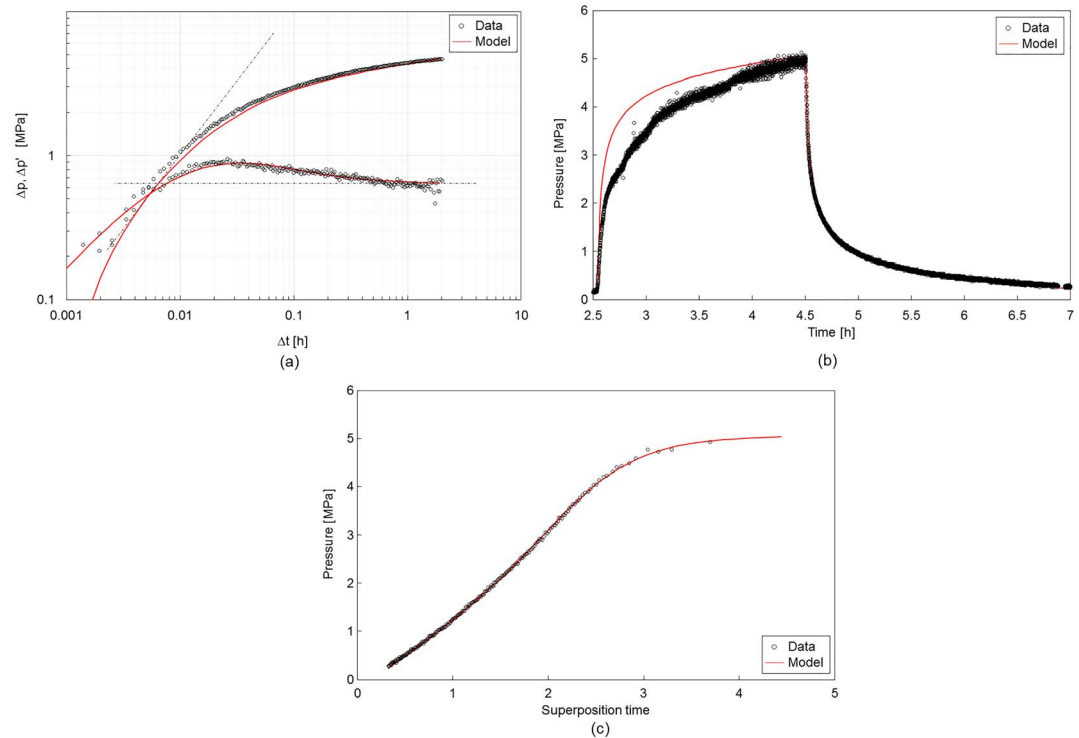 Data
Model
Δp, Δp' [MPa]
1
0.1
0.001
0.01
0.1
1
10
Δt [h]
(a)
Data
Model
Pressure [MPa]
6
5
4
3
2
1
0
2.5
3
3.5
4
4.5
5
5.5
6
6.5
7
Time [h]
(b)
Pressure [MPa]
6
5
4
3
2
1
0
0
1
2
3
4
5
Data
Model
Superposition time
(c)